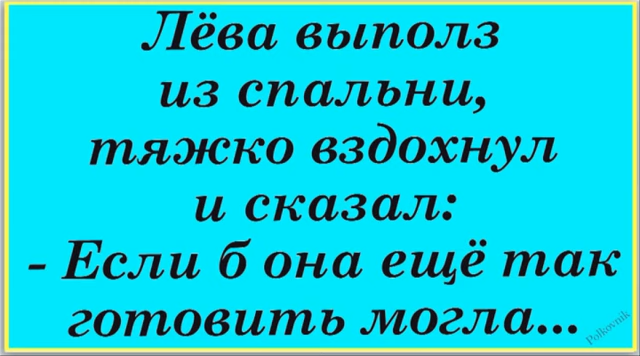 Лёва выполз
из спальни,
тяжко вздохнул
и сказал:
- Если б она ещё так
готовить могла...
Polkovnik